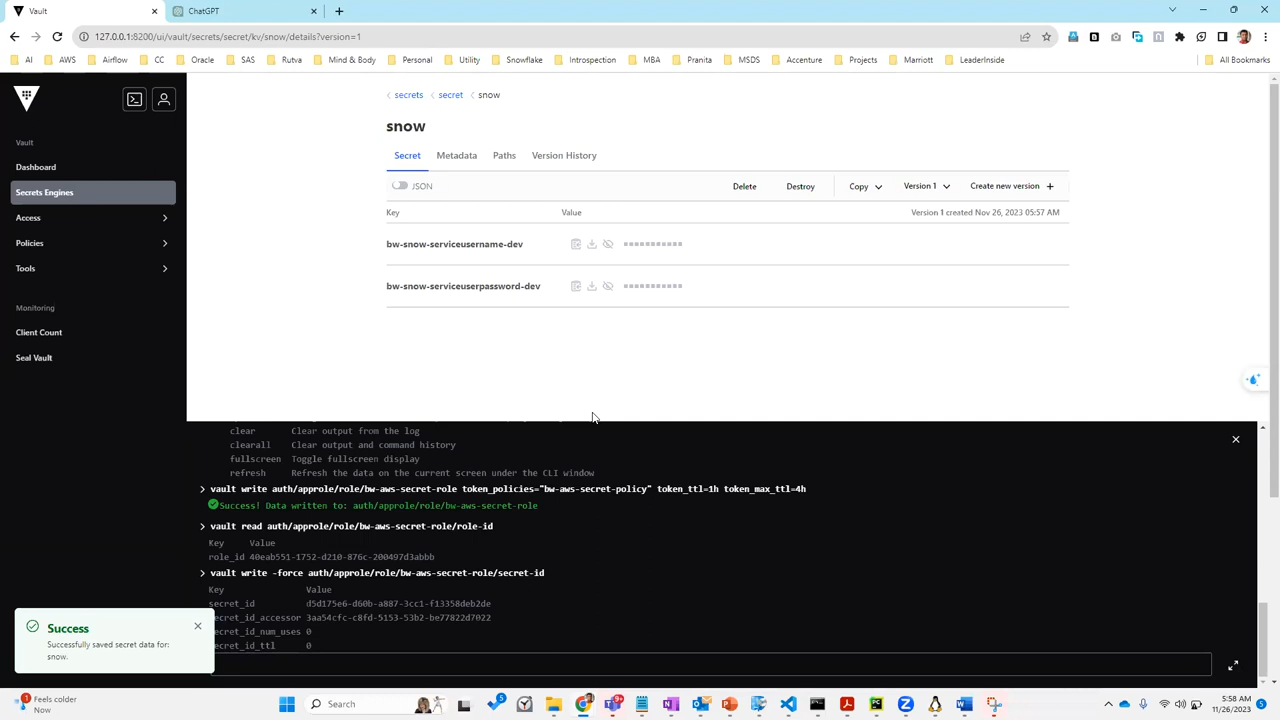 Vault
ChatGPT
127.0.0.1:8200/ui/vault/secrets/secret/kv/snow/details?version=1
AI AWS Airflow CC Oracle SAS Rutva Mind & Body Personal Utility Snowflake Introspection MBA Pranita MSDS Accenture Projects Marriott LeaderInside All Bookmarks
Vault
Dashboard
Secrets Engines
Access
Policies
Tools
Monitoring
Client Count
Seal Vault
secrets secret snow
snow
Secret Metadata Paths Version History
JSON Delete Destroy Copy Version 1 Create new version +
Key Value Version 1 created Nov 26, 2023 05:57 AM
bw-snow-serviceusername-dev
bw-snow-serviceuserpassword-dev
clear Clear output from the log
clearall Clear output and command history
fullscreen Toggle fullscreen display
refresh Refresh the data on the current screen under the CLI window
> vault write auth/approle/role/bw-aws-secret-role token_policies="bw-aws-secret-policy" token_ttl=1h token_max_ttl=4h
Success! Data written to: auth/approle/role/bw-aws-secret-role
> vault read auth/approle/role/bw-aws-secret-role/role-id
Key Value
role_id 40eab551-1752-d210-876c-200497d3abbb
> vault write -force auth/approle/role/bw-aws-secret-role/secret-id
Key Value
secret_id d5d175e6-d60b-a887-3cc1-f13358deb2de
secret_id_accessor 3aa54cfc-c8fd-5153-53b2-be77822d7022
ecret_id_num_uses 0
ecret_id_ttl 0
Success
Successfully saved secret data for:
snow.
1
Feels colder
Now
Search
5
9+
5:58 AM
11/26/2023
5